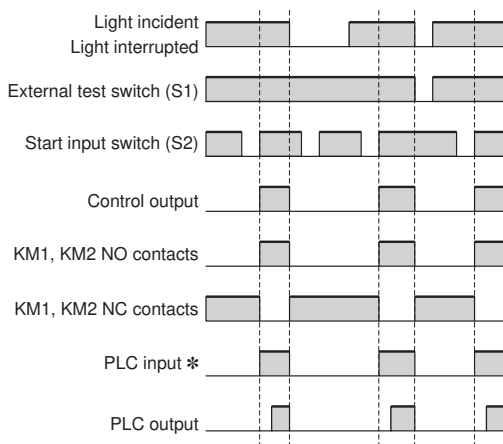 Light incident
Light interrupted
External test switch (S1)
Start input switch (S2)
Control output
KM1, KM2 NO contacts
KM1, KM2 NC contacts
PLC input ✻
PLC output